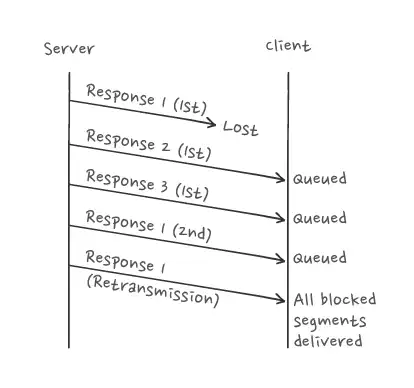 Server
Client
Response 1 (1st)
Lost
Response 2 (1st)
Queued
Response 3 (1st)
Queued
Response 1 (2nd)
Queued
Response 1
(Retransmission)
All blocked
segments
delivered